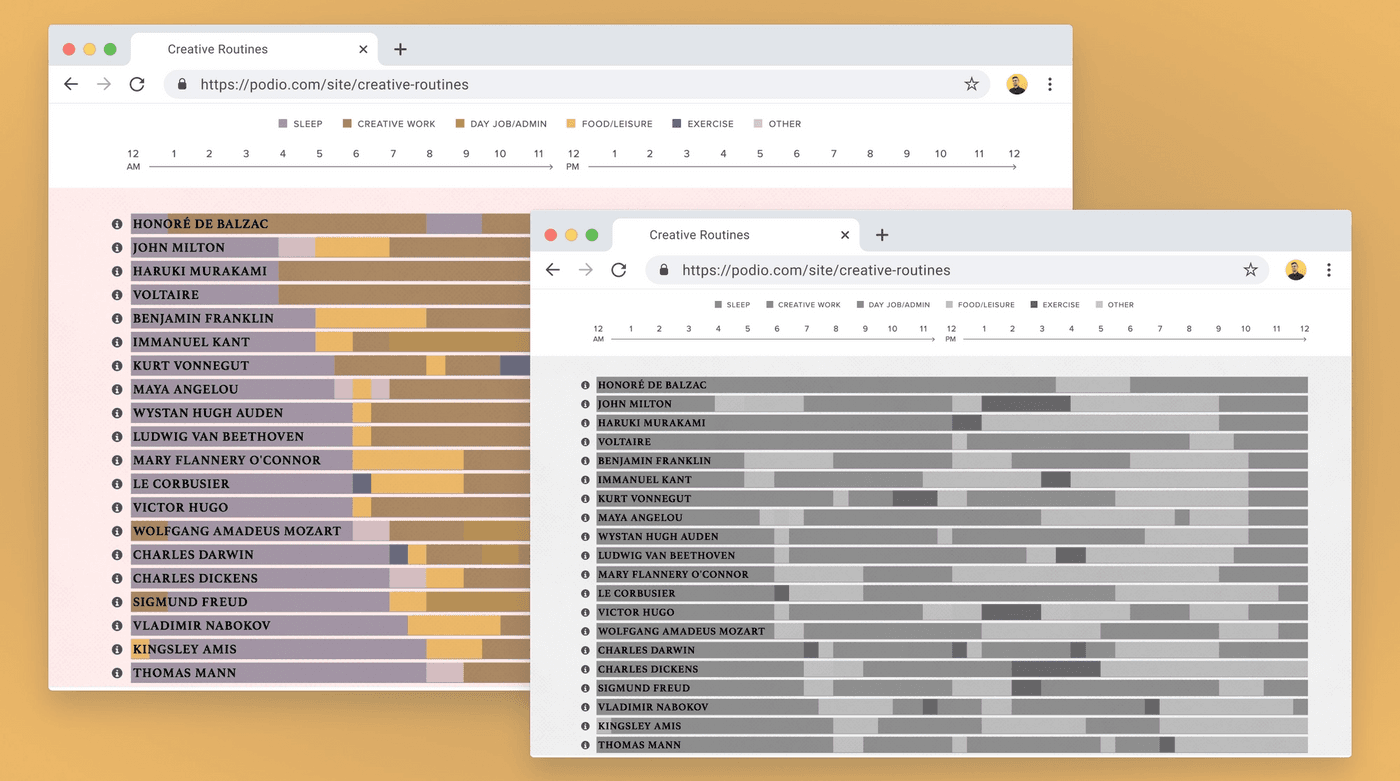 Creative Routines
https://podio.com/site/creative-routines
SLEEP CREATIVE WORK DAY JOB/ADMIN FOOD/LEISURE EXERCISE OTHER
12 1 2 3 4 5 6 7 8 9 10 11 12 1 2 3 4 5 6 7 8 9 10 11 12
AM PM
HONORÉ DE BALZAC
JOHN MILTON
HARUKI MURAKAMI
VOLTAIRE
BENJAMIN FRANKLIN
IMMANUEL KANT
KURT VONNEGUT
MAYA ANGELOU
WYSTAN HUGH AUDEN
LUDWIG VAN BEETHOVEN
MARY FLANNERY O'CONNOR
LE CORBUSIER
VICTOR HUGO
WOLFGANG AMADEUS MOZART
CHARLES DARWIN
CHARLES DICKENS
SIGMUND FREUD
VLADIMIR NABOKOV
KINGSLEY AMIS
THOMAS MANN
Creative Routines
https://podio.com/site/creative-routines
SLEEP CREATIVE WORK DAY JOB/ADMIN FOOD/LEISURE EXERCISE OTHER
12 1 2 3 4 5 6 7 8 9 10 11 12 1 2 3 4 5 6 7 8 9 10 11 12
AM PM
HONORÉ DE BALZAC
JOHN MILTON
HARUKI MURAKAMI
VOLTAIRE
BENJAMIN FRANKLIN
IMMANUEL KANT
KURT VONNEGUT
MAYA ANGELOU
WYSTAN HUGH AUDEN
LUDWIG VAN BEETHOVEN
MARY FLANNERY O'CONNOR
LE CORBUSIER
VICTOR HUGO
WOLFGANG AMADEUS MOZART
CHARLES DARWIN
CHARLES DICKENS
SIGMUND FREUD
VLADIMIR NABOKOV
KINGSLEY AMIS
THOMAS MANN